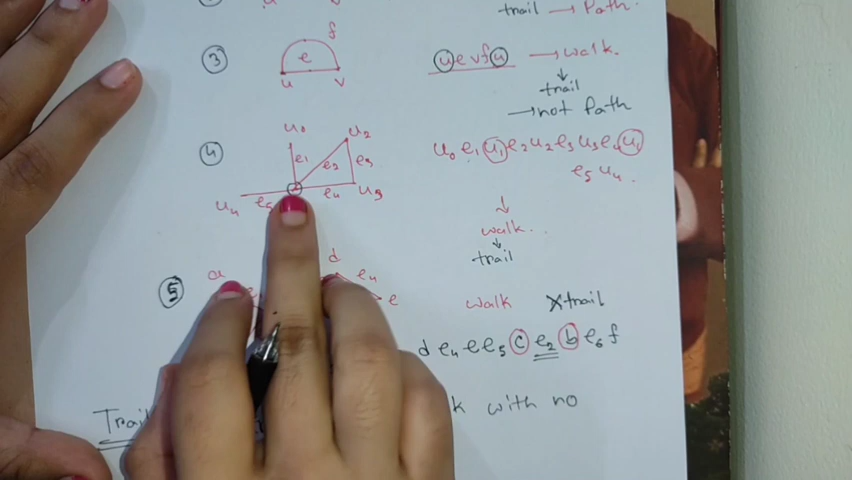 trail → Path.
3
f
e
u v
u e v f u → walk.
↓
trail
→ not Path
4
u₀ u₂
e₁ e₂ e₃
u₄ e₅ e₄ u₃
u₀ e₁ u₁ e₂ u₂ e₃ u₃ e₄ u₁
e₅ u₄.
↓
walk.
↓
trail
5
a d e₄ e
walk X trail
d e₄ e e₅ c e₂ b e₆ f
Trail
with no